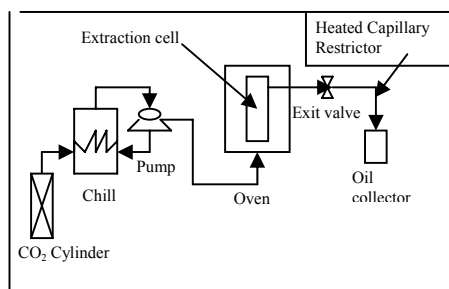 Heated Capillary
Restrictor
Extraction cell
Exit valve
Pump
Chill
Oven
Oil
collector
CO₂ Cylinder